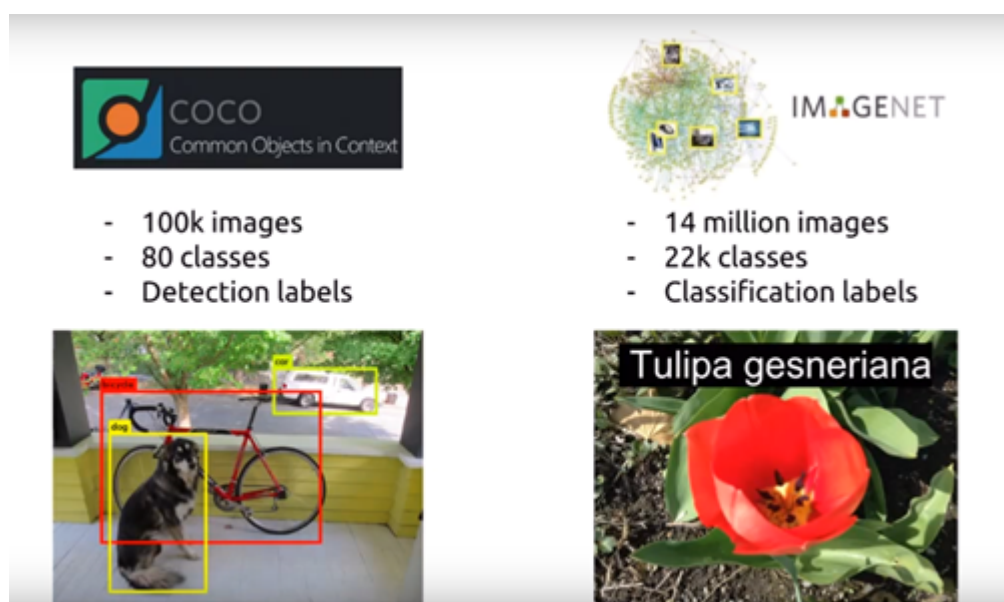 COCO
Common Objects in Context
- 100k images
- 80 classes
- Detection labels
car
bicycle
dog
IMAGENET
- 14 million images
- 22k classes
- Classification labels
Tulipa gesneriana